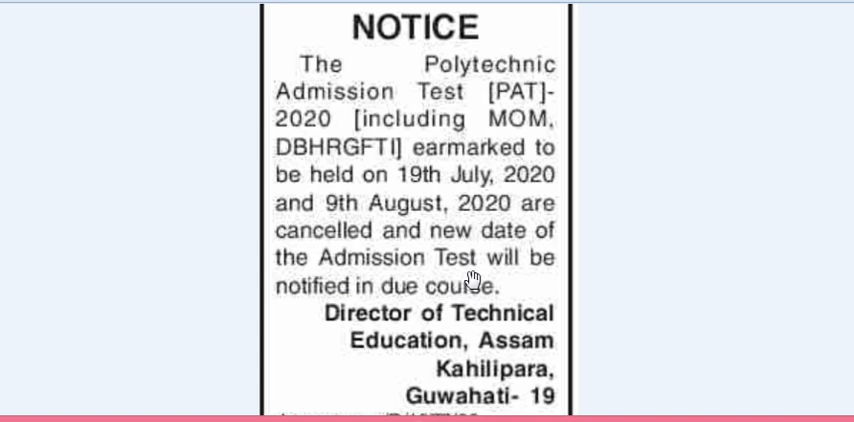 NOTICE
The Polytechnic
Admission Test [PAT]-
2020 [including MOM,
DBHRGFTI] earmarked to
be held on 19th July, 2020
and 9th August, 2020 are
cancelled and new date of
the Admission Test will be
notified in due course.
Director of Technical
Education, Assam
Kahilipara,
Guwahati- 19